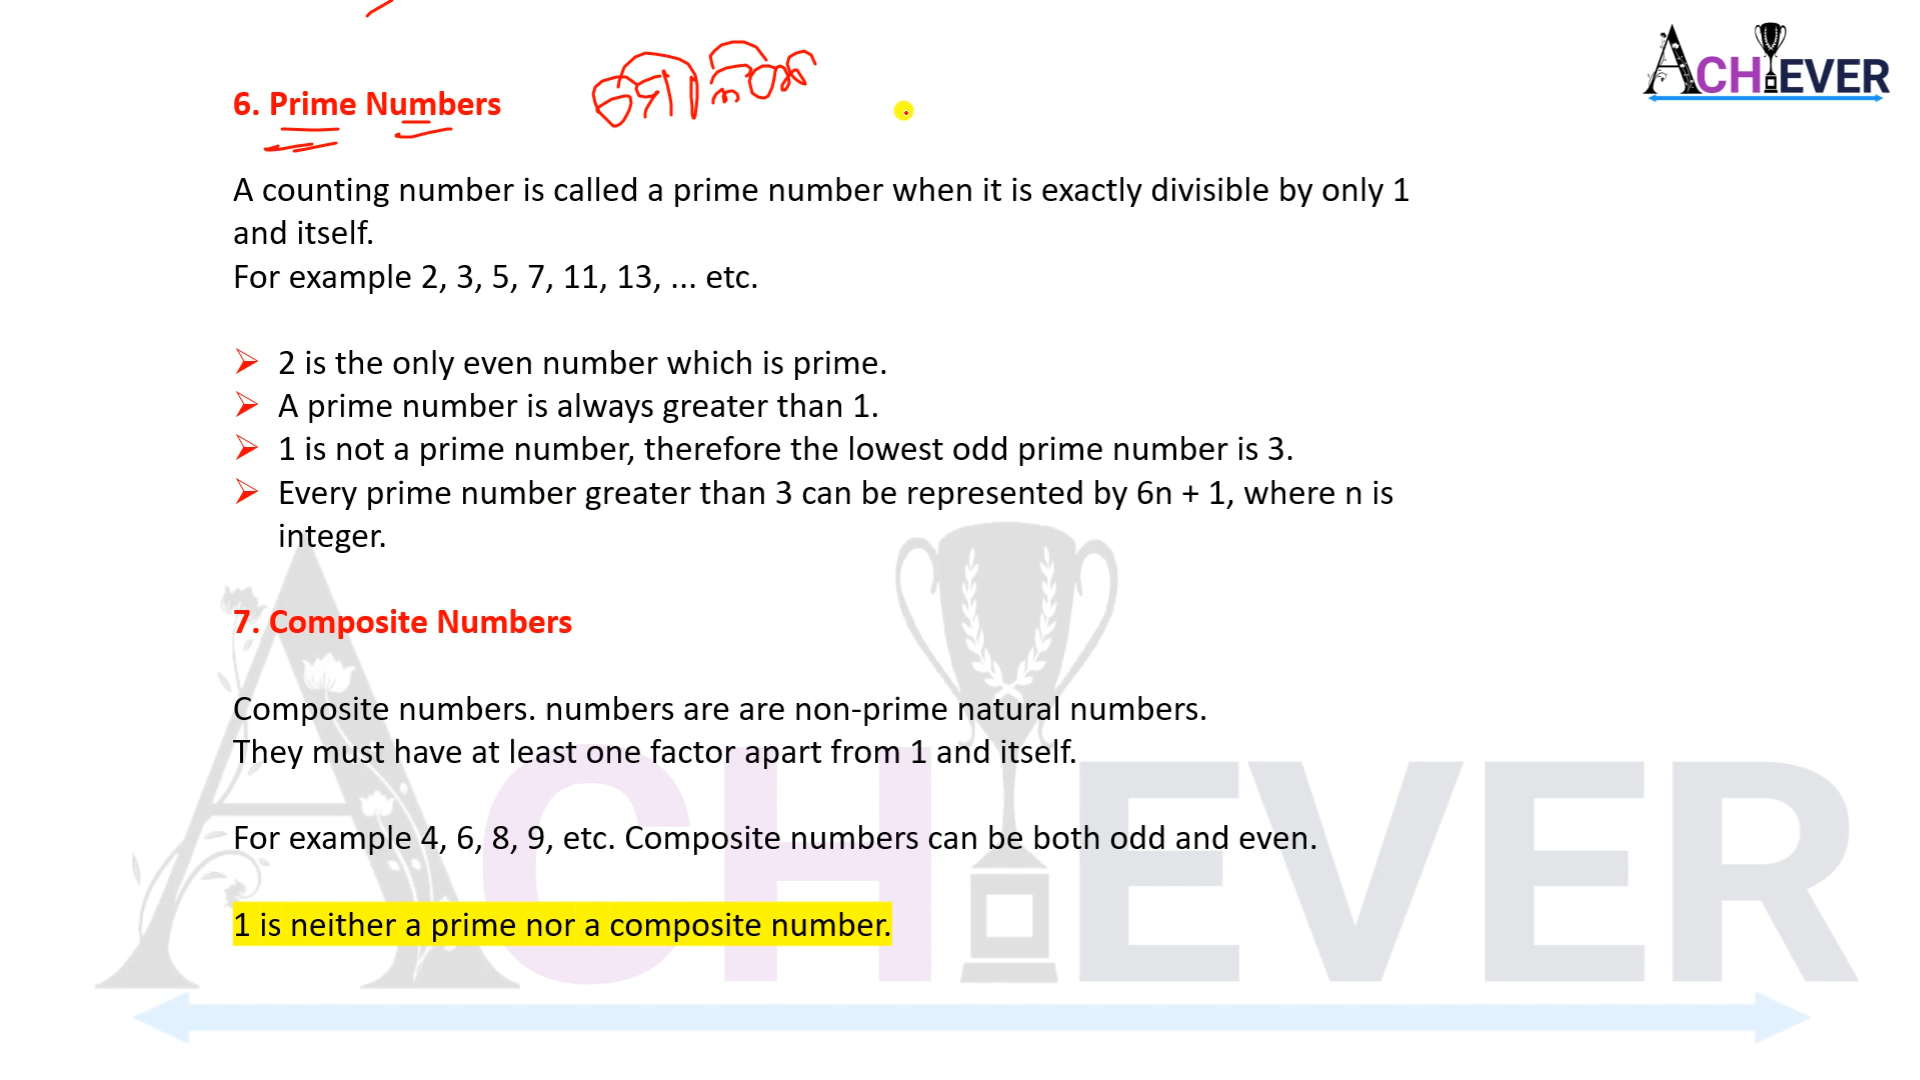 ACHIEVER
6. Prime Numbers
A counting number is called a prime number when it is exactly divisible by only 1
and itself.
For example 2, 3, 5, 7, 11, 13, ... etc.
➢ 2 is the only even number which is prime.
➢ A prime number is always greater than 1.
➢ 1 is not a prime number, therefore the lowest odd prime number is 3.
➢ Every prime number greater than 3 can be represented by 6n + 1, where n is
integer.
7. Composite Numbers
Composite numbers. numbers are are non-prime natural numbers.
They must have at least one factor apart from 1 and itself.
For example 4, 6, 8, 9, etc. Composite numbers can be both odd and even.
1 is neither a prime nor a composite number.
ACHIEVER